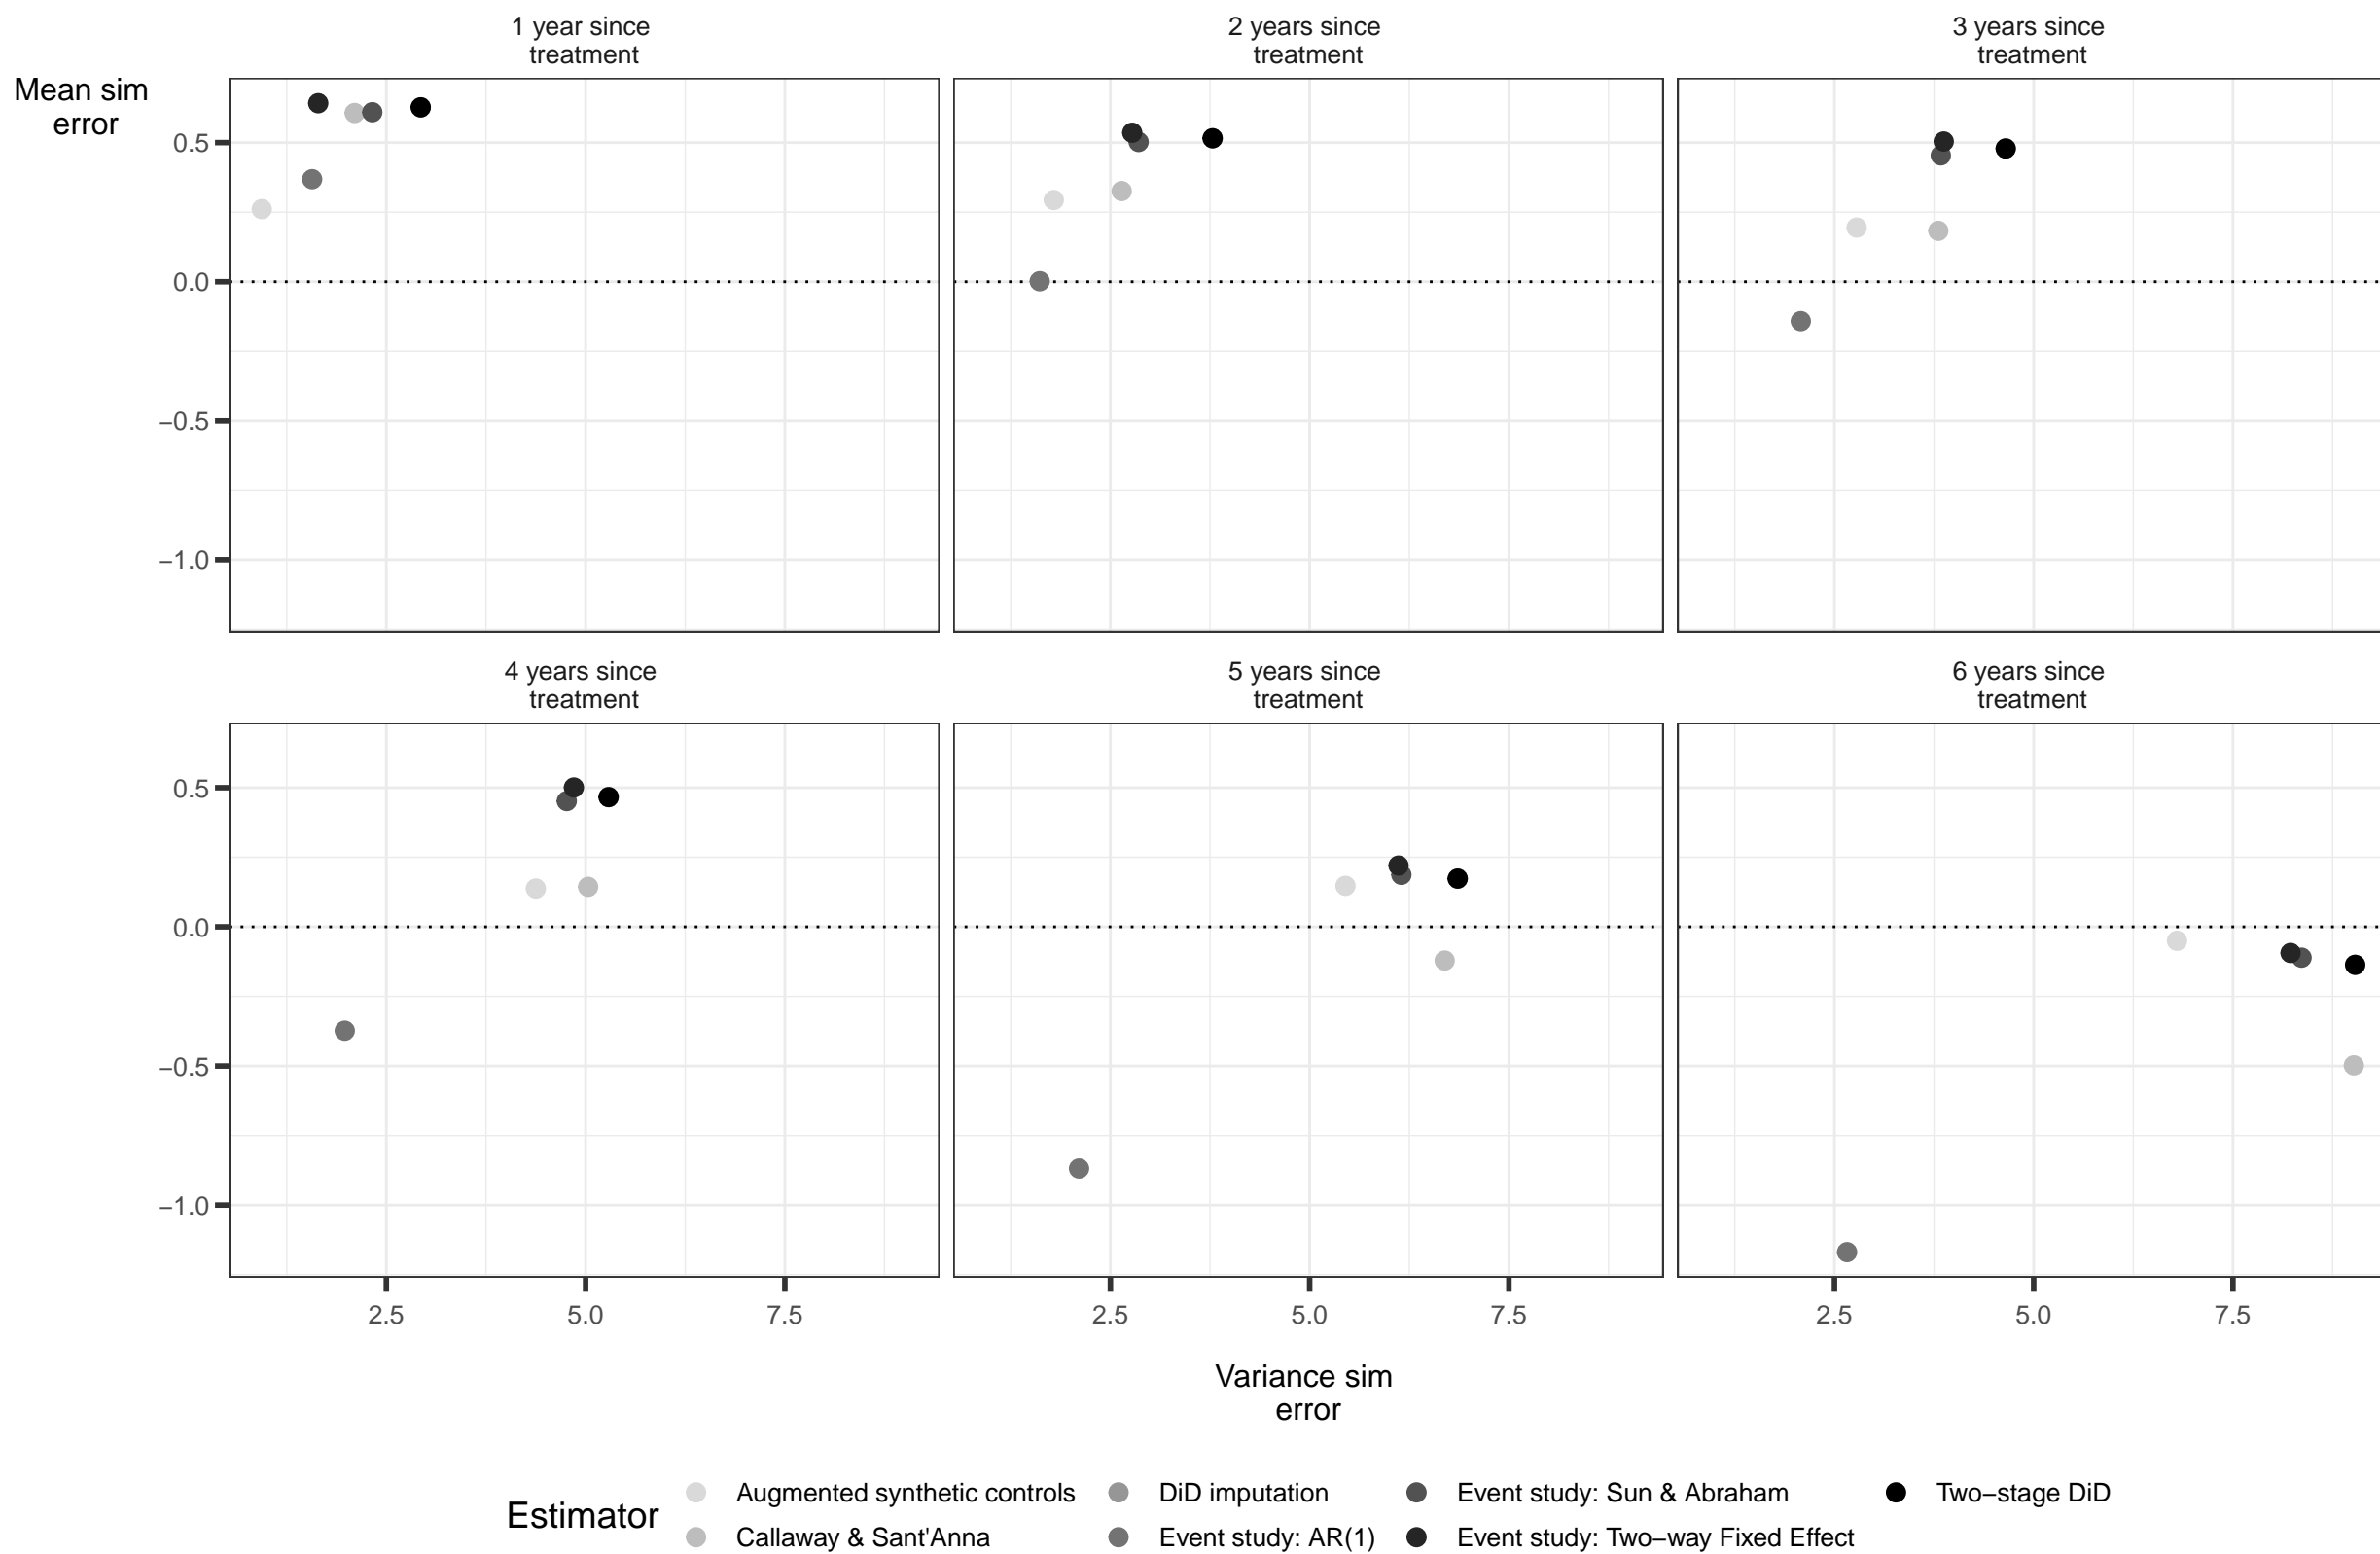 1 year since
treatment
2 years since
treatment
3 years since
treatment
Mean sim
error
0.5
0.0
−0.5
−1.0
4 years since
treatment
5 years since
treatment
6 years since
treatment
0.5
0.0
−0.5
−1.0
2.5 5.0 7.5 2.5 5.0 7.5 2.5 5.0 7.5
Variance sim
error
Estimator
Augmented synthetic controls DiD imputation Event study: Sun & Abraham Two−stage DiD
Callaway & Sant'Anna Event study: AR(1) Event study: Two−way Fixed Effect